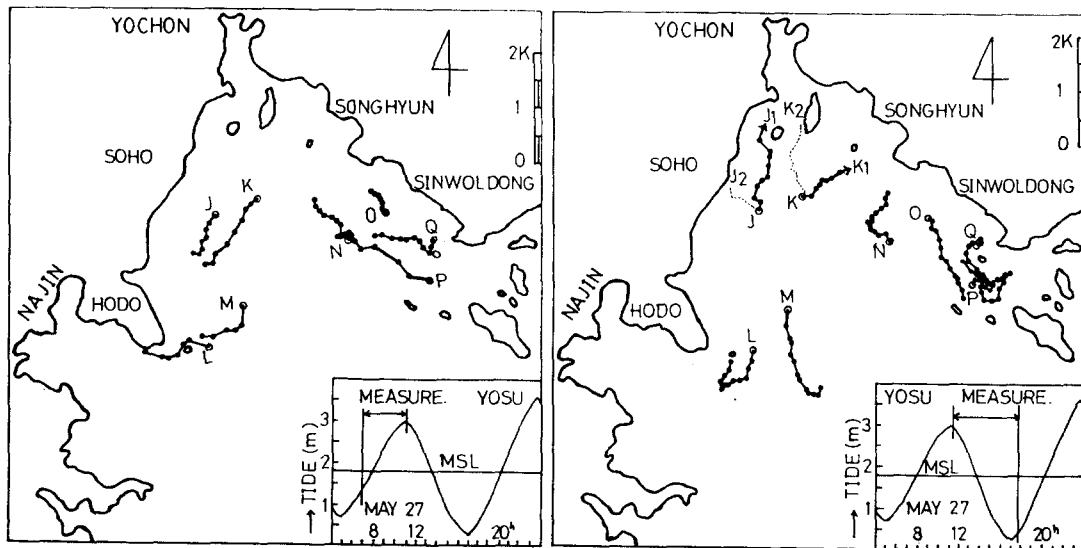 YOCHON
2K
1
0
SONGHYUN
SOHO
SINWOLDONG
K
J
O
Q
N
P
NAJIN
HODO
M
L
MEASURE.
YOSU
3
MSL
2
1
→ TIDE (m)
MAY 27
8
12
20h
YOCHON
2K
1
0
K2
J1
SONGHYUN
SOHO
K1
J2
SINWOLDONG
J
K
O
Q
N
P
NAJIN
HODO
M
L
YOSU
MEASURE.
3
MSL
2
1
→ TIDE (m)
MAY 27
8
12
20h